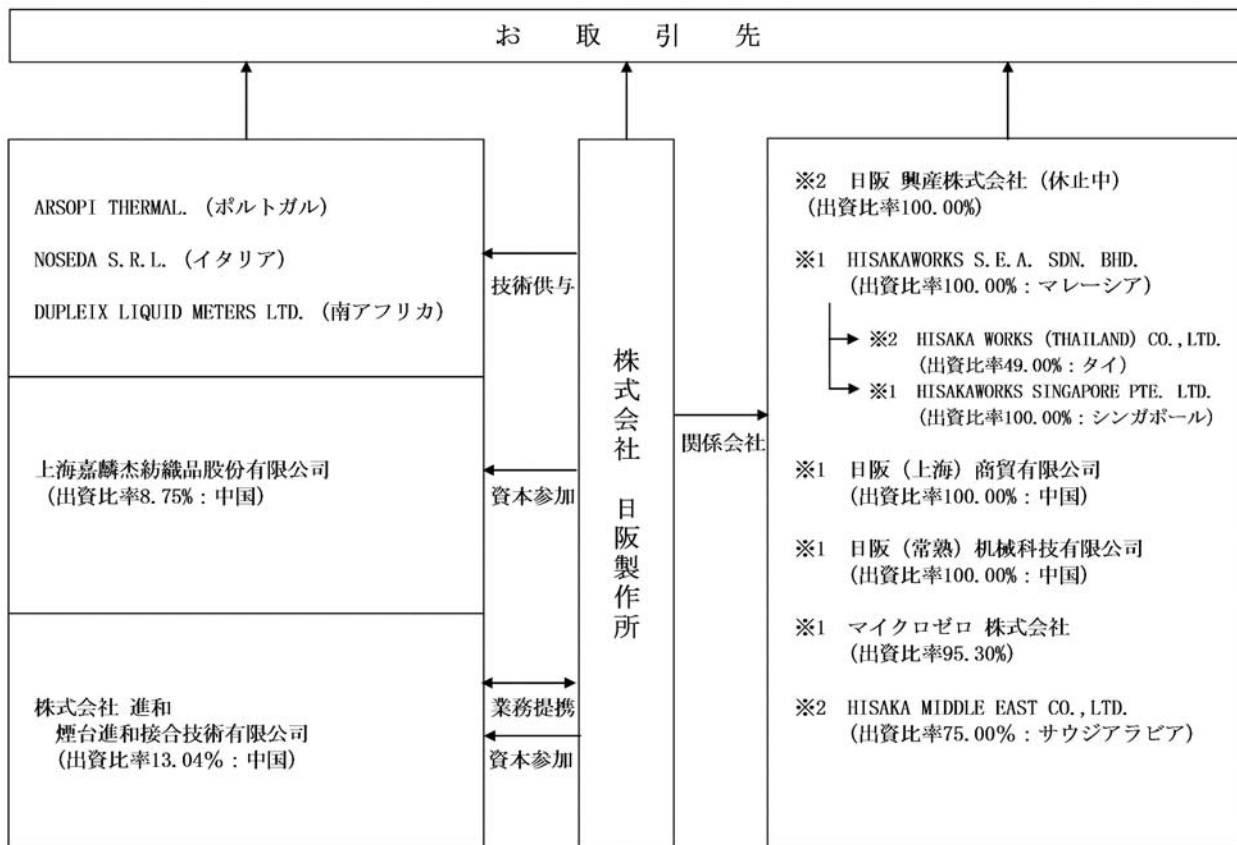 お取引先
ARSOPI THERMAL. (ポルトガル)
NOSEDA S.R.L. (イタリア)
DUPLEIX LIQUID METERS LTD. (南アフリカ)
技術供与
上海嘉麟杰紡織品股份有限公司
(出資比率8.75%：中国)
資本参加
株式会社 進和
煙台進和接合技術有限公司
(出資比率13.04%：中国)
業務提携
資本参加
株式会社 日阪製作所
関係会社
※2 日阪 興産株式会社 (休止中)
(出資比率100.00%)
※1 HISAKAWORKS S.E.A. SDN. BHD.
(出資比率100.00%：マレーシア)
※2 HISAKA WORKS (THAILAND) CO.,LTD.
(出資比率49.00%：タイ)
※1 HISAKAWORKS SINGAPORE PTE. LTD.
(出資比率100.00%：シンガポール)
※1 日阪 (上海) 商貿有限公司
(出資比率100.00%：中国)
※1 日阪 (常熟) 机械科技有限公司
(出資比率100.00%：中国)
※1 マイクロゼロ 株式会社
(出資比率95.30%)
※2 HISAKA MIDDLE EAST CO.,LTD.
(出資比率75.00%：サウジアラビア)